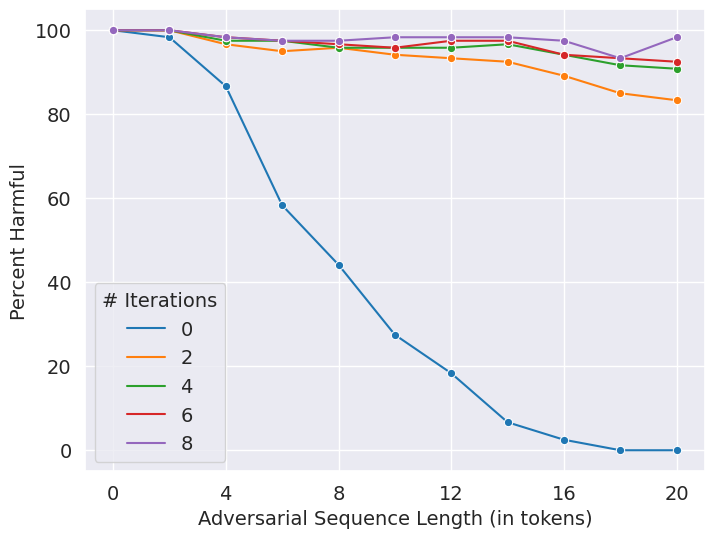 100
80
60
40
20
0
Percent Harmful
# Iterations
0
2
4
6
8
0 4 8 12 16 20
Adversarial Sequence Length (in tokens)